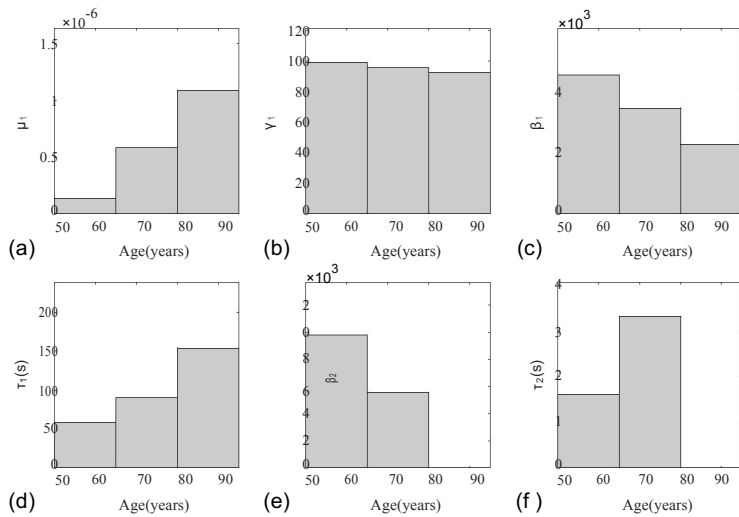 ×10^-6
1.5
1
0.5
0
μ1
50 60 70 80 90
Age(years)
(a)
120
100
80
60
40
20
0
γ1
50 60 70 80 90
Age(years)
(b)
×10^3
4
2
0
β1
50 60 70 80 90
Age(years)
(c)
200
150
100
50
0
τ1(s)
50 60 70 80 90
Age(years)
(d)
×10^3
2
0
8
6
4
2
0
β2
50 60 70 80 90
Age(years)
(e)
4
3
2
1
0
τ2(s)
50 60 70 80 90
Age(years)
(f )